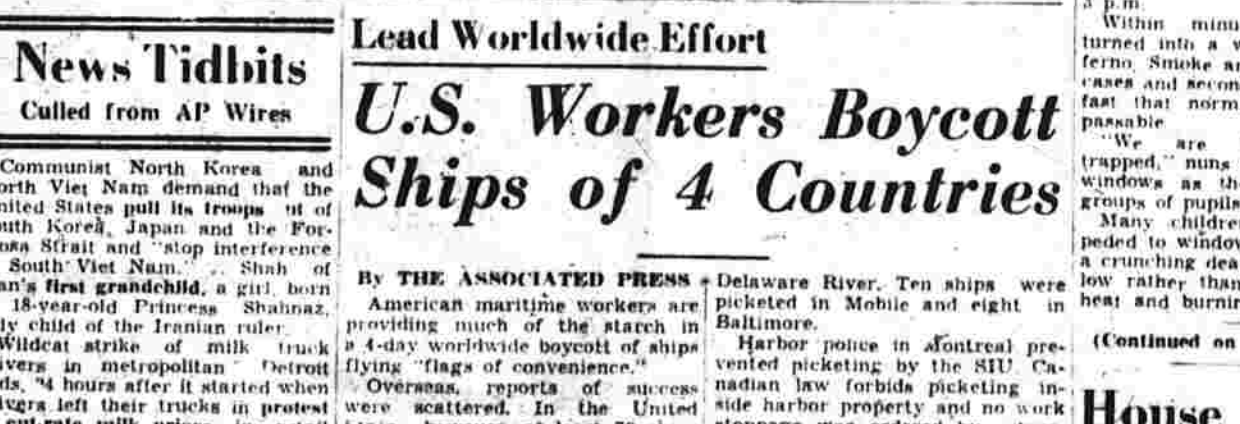 News Tidbits
Culled from AP Wires
Communist North Korea and
orth Viet Nam demand that the
nited States pull its troops ut of
uth Korea, Japan and the For-
osa Strait and "stop interference
South Viet Nam." .. Shah of
an's first grandchild, a girl, born
18-year-old Princess Shahnaz,
ly child of the Iranian ruler.
Wildcat strike of milk truck
ivers in metropolitan Detroit
ds, 4 hours after it started when
ivers left their trucks in protest
Lead Worldwide Effort
U.S. Workers Boycott
Ships of 4 Countries
By THE ASSOCIATED PRESS
American maritime workers are
providing much of the starch in
a 4-day worldwide boycott of ships
flying "flags of convenience."
Overseas, reports of success
were scattered. In the United
Delaware River. Ten ships were
picketed in Mobile and eight in
Baltimore.
Harbor police in Montreal pre-
vented picketing by the SIU. Ca-
nadian law forbids picketing in-
side harbor property and no work
3 p.m.
Within minu
turned into a v
ferno. Smoke an
cases and secon
fast that norm
passable.
"We are
trapped," nuns
windows as th
groups of pupils
Many childre
peded to window
a crunching dea
low rather than
heat and burnin
(Continued on
House